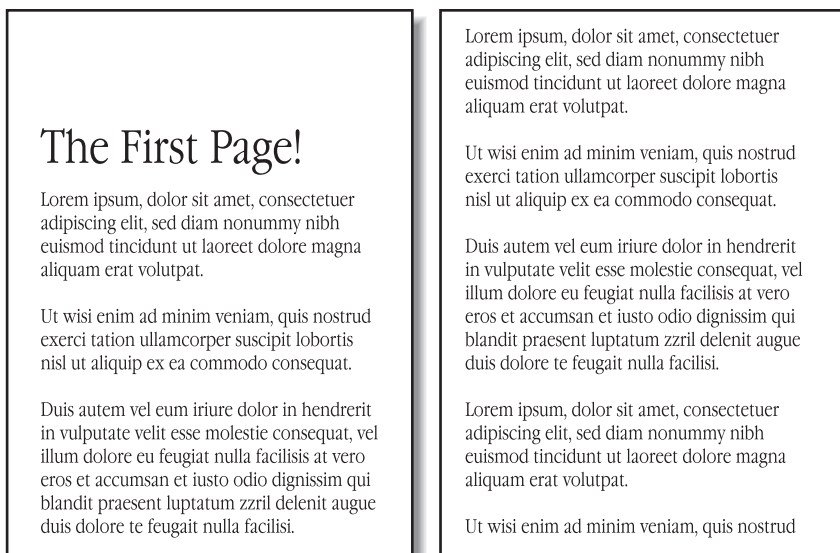 The First Page!
Lorem ipsum, dolor sit amet, consectetuer
adipiscing elit, sed diam nonummy nibh
euismod tincidunt ut laoreet dolore magna
aliquam erat volutpat.
Ut wisi enim ad minim veniam, quis nostrud
exerci tation ullamcorper suscipit lobortis
nisl ut aliquip ex ea commodo consequat.
Duis autem vel eum iriure dolor in hendrerit
in vulputate velit esse molestie consequat, vel
illum dolore eu feugiat nulla facilisis at vero
eros et accumsan et iusto odio dignissim qui
blandit praesent luptatum zzril delenit augue
duis dolore te feugait nulla facilisi.
Lorem ipsum, dolor sit amet, consectetuer
adipiscing elit, sed diam nonummy nibh
euismod tincidunt ut laoreet dolore magna
aliquam erat volutpat.
Ut wisi enim ad minim veniam, quis nostrud
exerci tation ullamcorper suscipit lobortis
nisl ut aliquip ex ea commodo consequat.
Duis autem vel eum iriure dolor in hendrerit
in vulputate velit esse molestie consequat, vel
illum dolore eu feugiat nulla facilisis at vero
eros et accumsan et iusto odio dignissim qui
blandit praesent luptatum zzril delenit augue
duis dolore te feugait nulla facilisi.
Lorem ipsum, dolor sit amet, consectetuer
adipiscing elit, sed diam nonummy nibh
euismod tincidunt ut laoreet dolore magna
aliquam erat volutpat.
Ut wisi enim ad minim veniam, quis nostrud